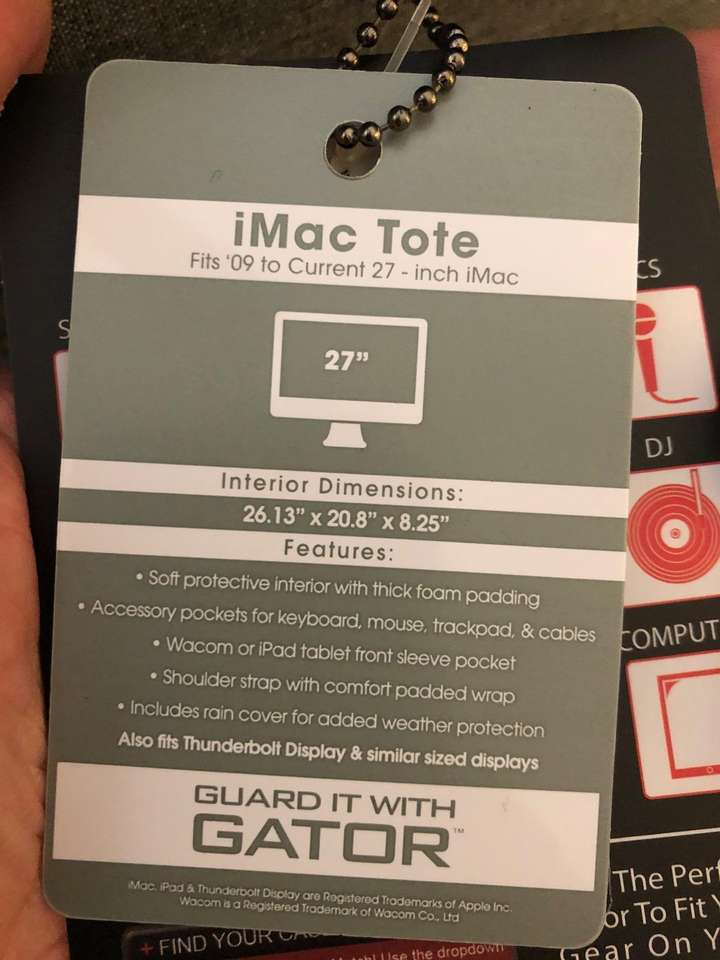 iMac Tote
Fits '09 to Current 27 - inch iMac
27"
Interior Dimensions:
26.13" x 20.8" x 8.25"
Features:
• Soft protective interior with thick foam padding
• Accessory pockets for keyboard, mouse, trackpad, & cables
• Wacom or iPad tablet front sleeve pocket
• Shoulder strap with comfort padded wrap
• Includes rain cover for added weather protection
Also fits Thunderbolt Display & similar sized displays
GUARD IT WITH
GATOR™
iMac, iPad & Thunderbolt Display are Registered Trademarks of Apple Inc.
Wacom is a Registered Trademark of Wacom Co., Ltd
CS
DJ
COMPUT
The Perf
or To Fit Y
Gear On Y
+ FIND YOUR
Use the dropdown